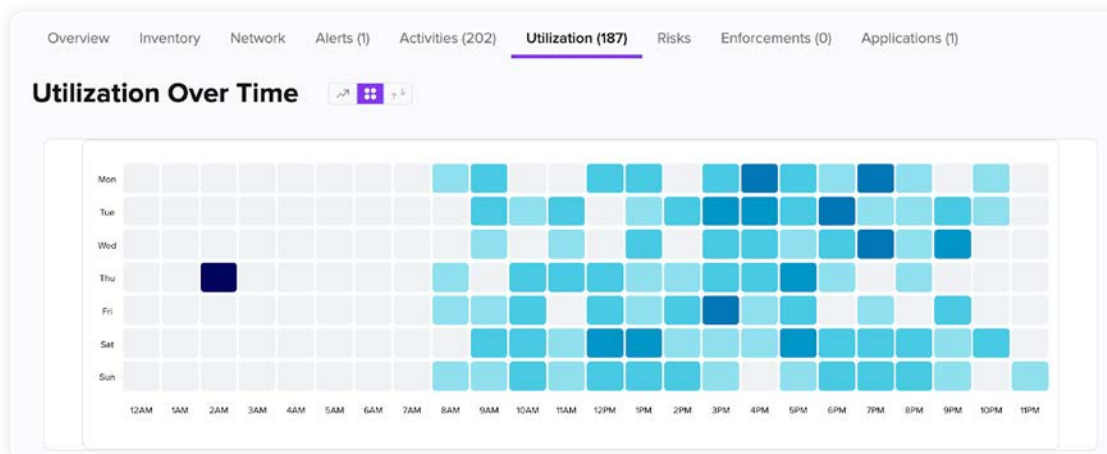 Overview Inventory Network Alerts (1) Activities (202) Utilization (187) Risks Enforcements (0) Applications (1)
Utilization Over Time
Mon
Tue
Wed
Thu
Fri
Sat
Sun
12AM 1AM 2AM 3AM 4AM 5AM 6AM 7AM 8AM 9AM 10AM 11AM 12PM 1PM 2PM 3PM 4PM 5PM 6PM 7PM 8PM 9PM 10PM 11PM